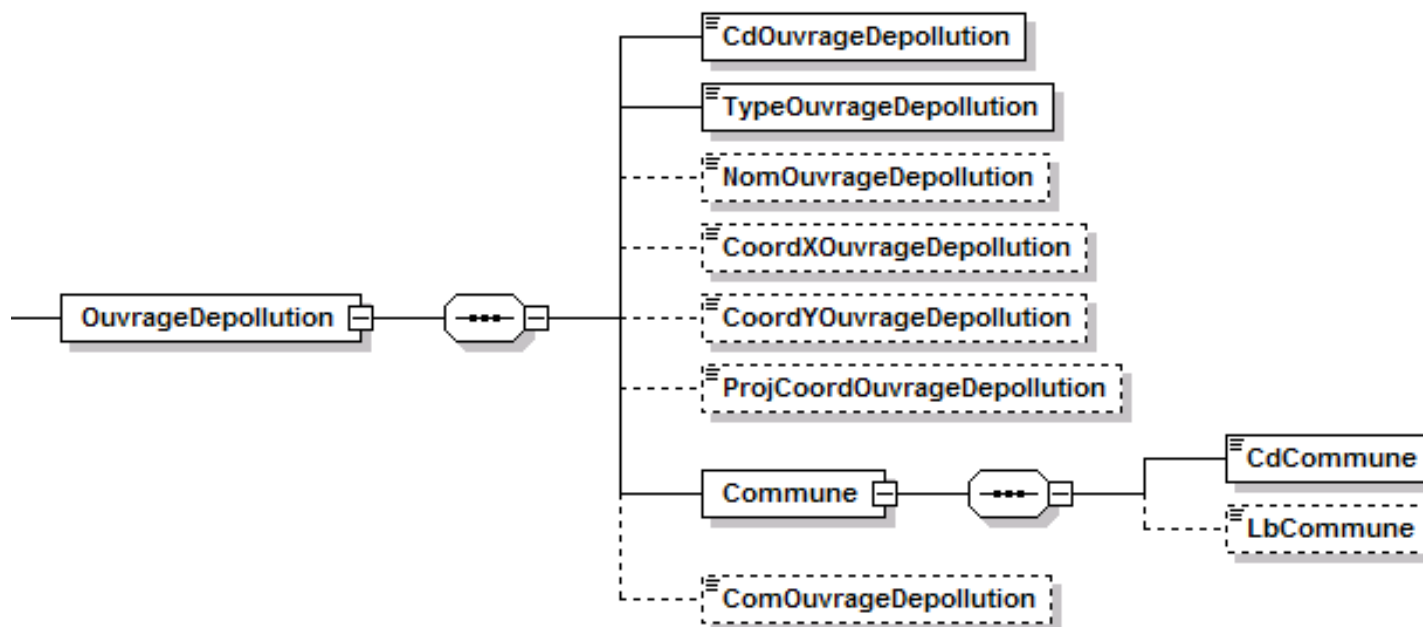 CdOuvrageDepollution
TypeOuvrageDepollution
NomOuvrageDepollution
CoordXOuvrageDepollution
OuvrageDepollution
CoordYOuvrageDepollution
ProjCoordOuvrageDepollution
CdCommune
Commune
LbCommune
ComOuvrageDepollution